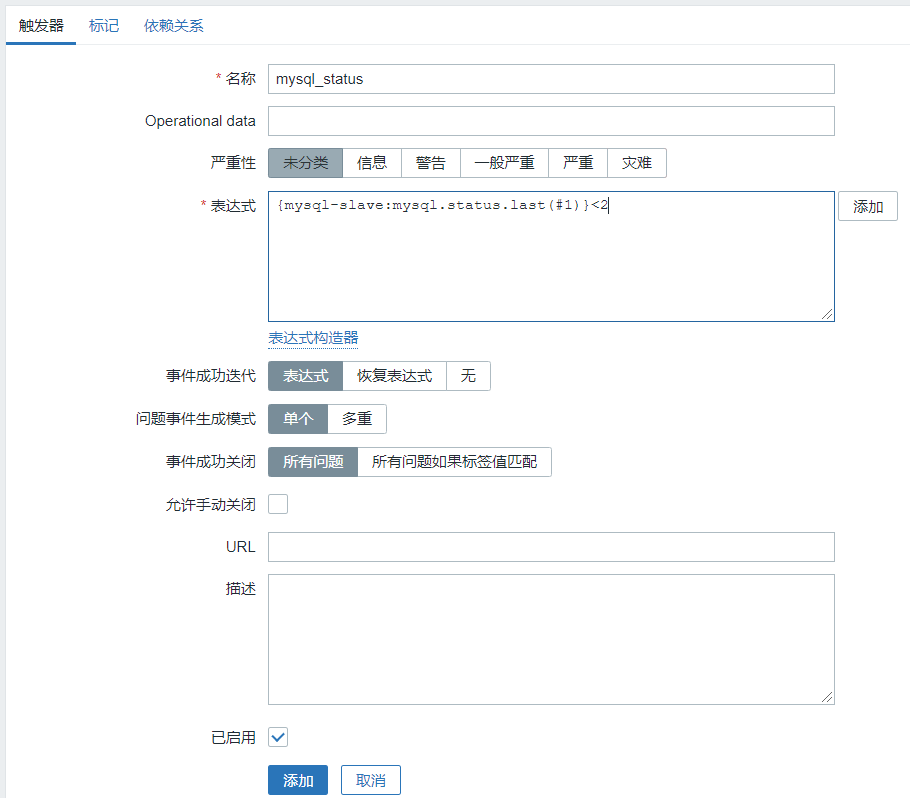 触发器 标记 依赖关系
* 名称 mysql_status
Operational data
严重性 未分类 信息 警告 一般严重 严重 灾难
* 表达式 {mysql-slave:mysql.status.last(#1)}<2 添加
表达式构造器
事件成功迭代 表达式 恢复表达式 无
问题事件生成模式 单个 多重
事件成功关闭 所有问题 所有问题如果标签值匹配
允许手动关闭
URL
描述
已启用
添加 取消